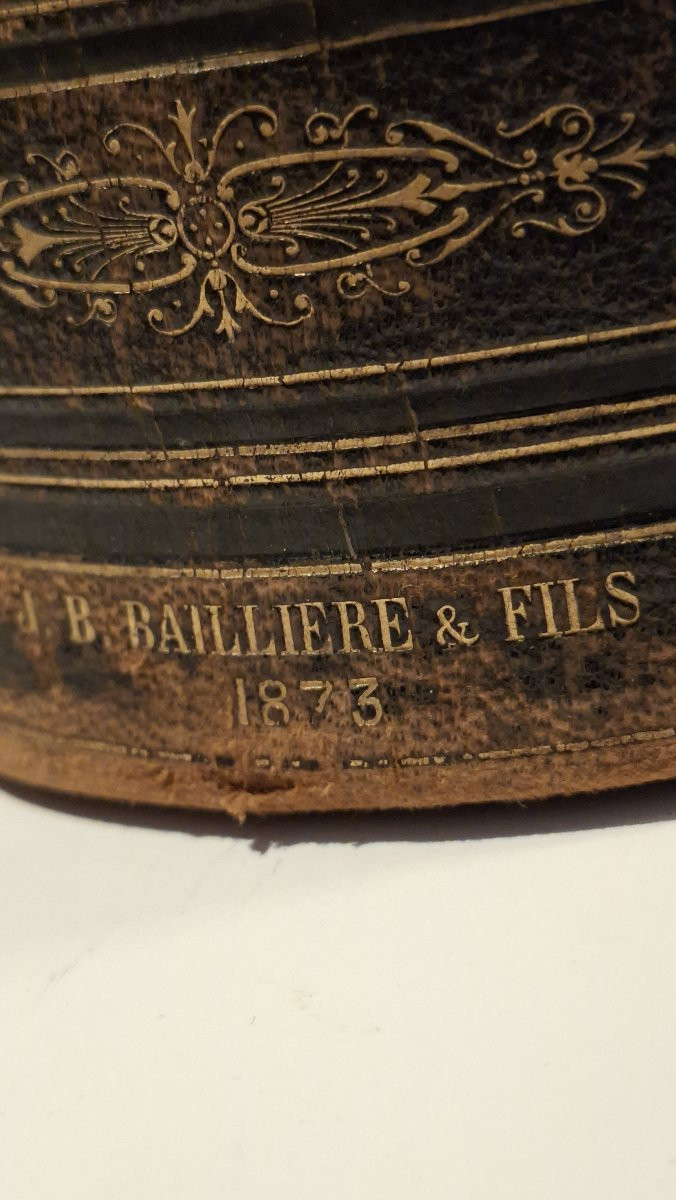 J. B. BAILLIERE & FILS
1873